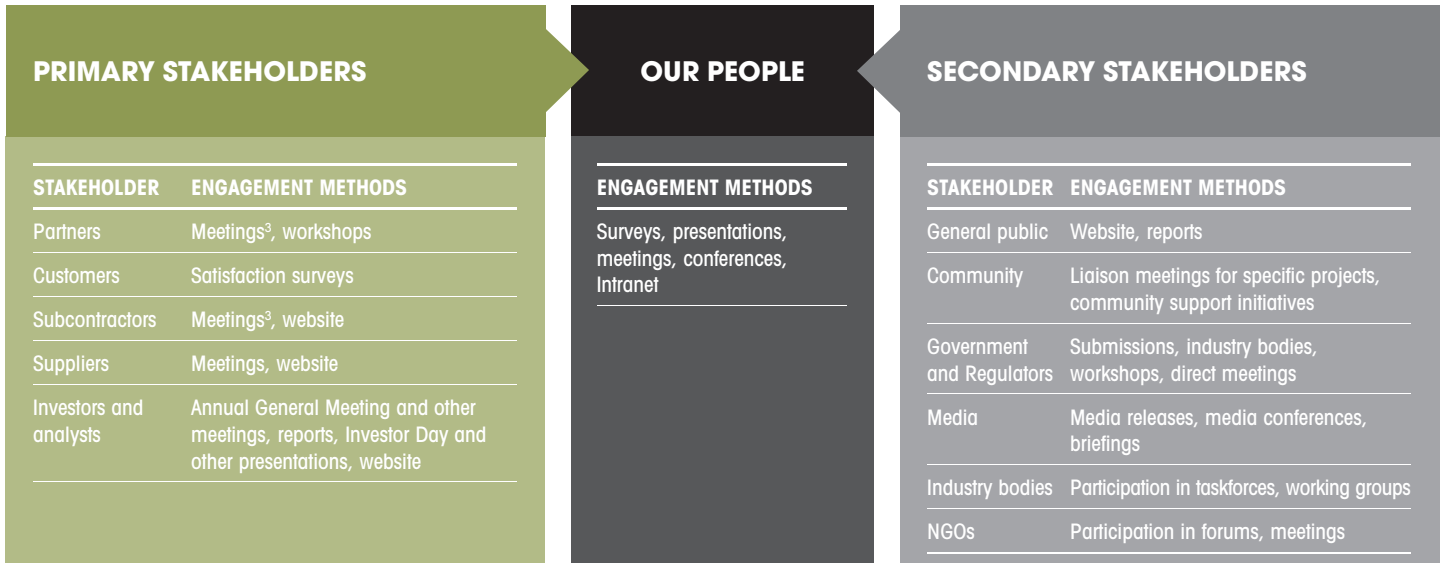 PRIMARY STAKEHOLDERS
STAKEHOLDER ENGAGEMENT METHODS
Partners Meetings³, workshops
Customers Satisfaction surveys
Subcontractors Meetings³, website
Suppliers Meetings, website
Investors and Annual General Meeting and other
analysts meetings, reports, Investor Day and
other presentations, website
OUR PEOPLE
ENGAGEMENT METHODS
Surveys, presentations,
meetings, conferences,
Intranet
SECONDARY STAKEHOLDERS
STAKEHOLDER ENGAGEMENT METHODS
General public Website, reports
Community Liaison meetings for specific projects,
community support initiatives
Government Submissions, industry bodies,
and Regulators workshops, direct meetings
Media Media releases, media conferences,
briefings
Industry bodies Participation in taskforces, working groups
NGOs Participation in forums, meetings